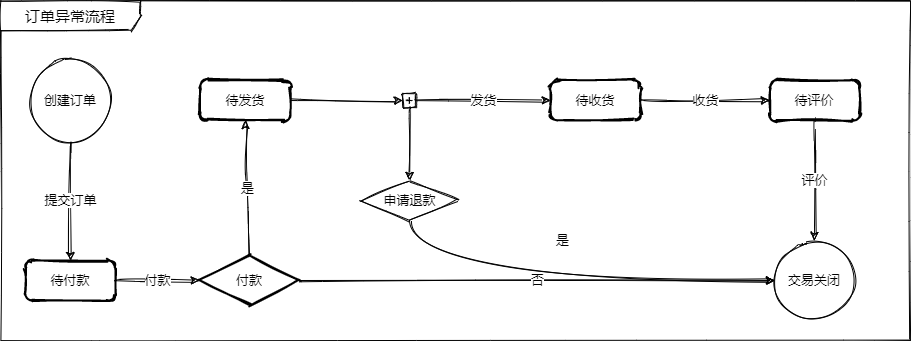 订单异常流程
创建订单
待发货
+
发货
待收货
收货
待评价
提交订单
是
申请退款
评价
是
待付款
付款
付款
否
交易关闭